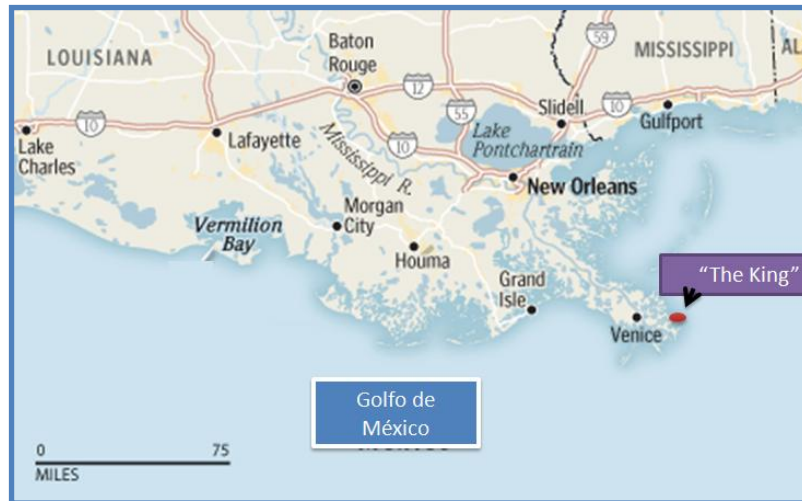 LOUISIANA
Baton
Rouge
59
MISSISSIPPI
AL
12
55
Slidell
10
Gulfport
10
Lake
Charles
Lafayette
Mississippi R.
10
Lake
Pontchartrain
New Orleans
Vermilion
Bay
Morgan
City
Houma
Grand
Isle
"The King"
Venice
Golfo de
México
0 75
MILES